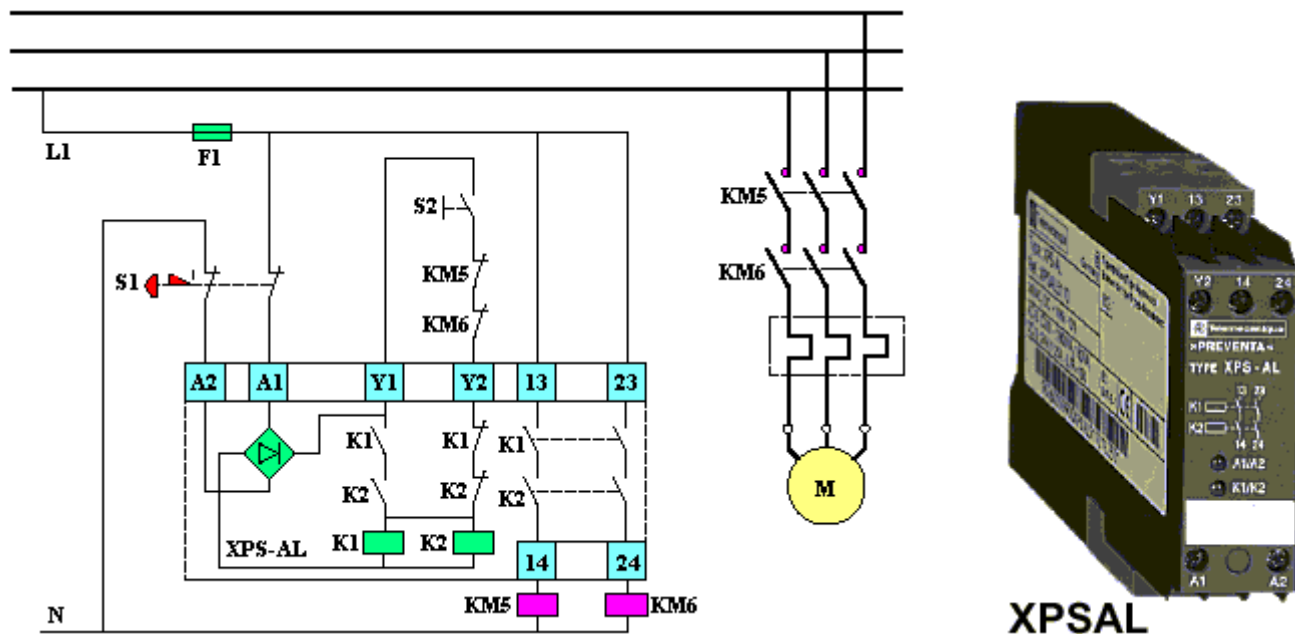 L1
F1
S2
KM5
KM6
S1
A2 A1 Y1 Y2 13 23
K1 K1 K1
K2 K2 K2
XPS-AL
K1 K2
14 24
KM5 KM6
N
KM5
KM6
M
Y1 13 23
Y2 14 24
Telemecanique
»PREVENTA«
TYPE XPS-AL
13 23
K1
K2
14 24
A1/A2
K1/K2
A1 A2
XPSAL